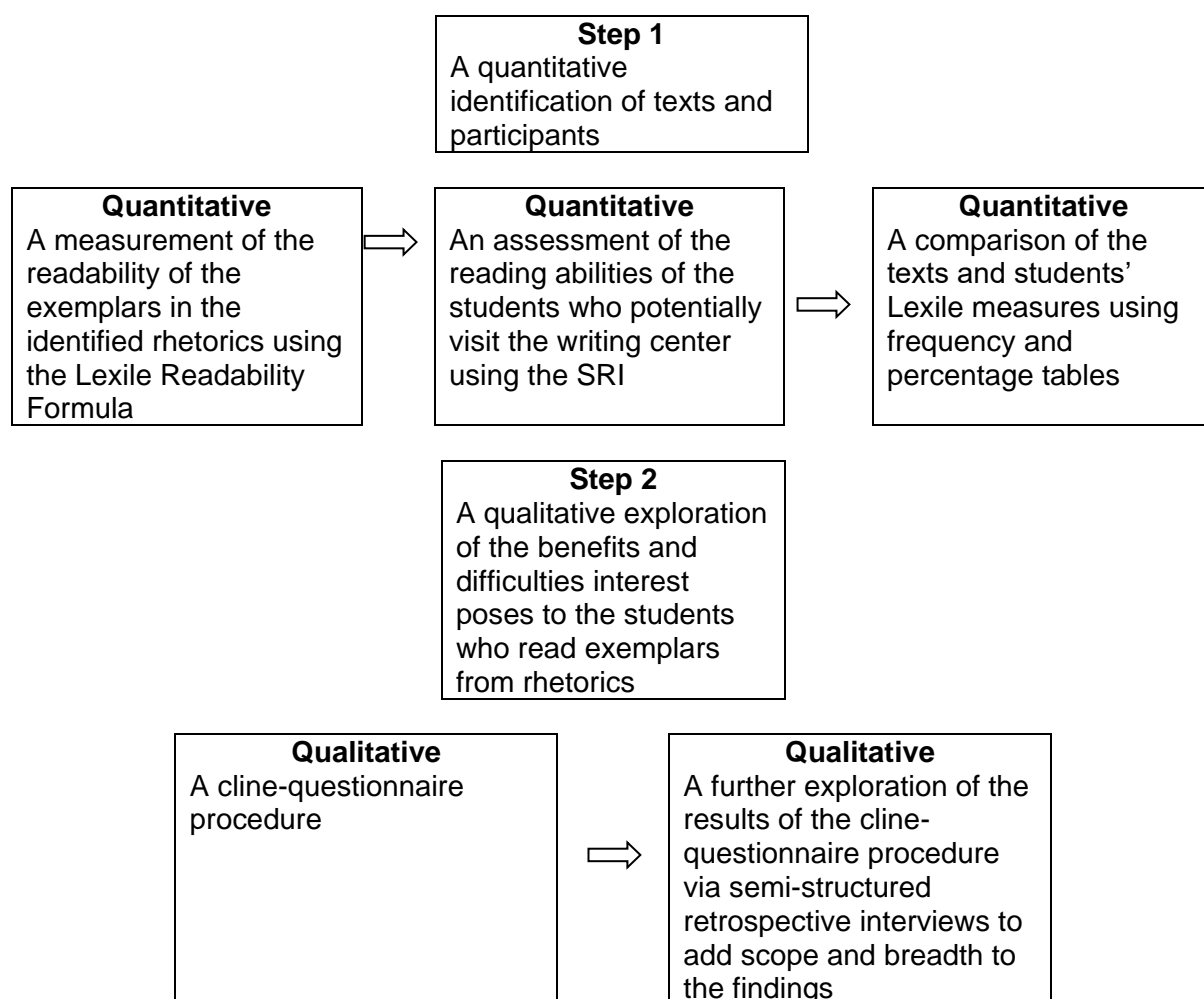 Step 1
A quantitative
identification of texts and
participants
Quantitative
A measurement of the
readability of the
exemplars in the
identified rhetorics using
the Lexile Readability
Formula
Quantitative
An assessment of the
reading abilities of the
students who potentially
visit the writing center
using the SRI
Quantitative
A comparison of the
texts and students’
Lexile measures using
frequency and
percentage tables
Step 2
A qualitative exploration
of the benefits and
difficulties interest
poses to the students
who read exemplars
from rhetorics
Qualitative
A cline-questionnaire
procedure
Qualitative
A further exploration of the
results of the cline-
questionnaire procedure
via semi-structured
retrospective interviews to
add scope and breadth to
the findings